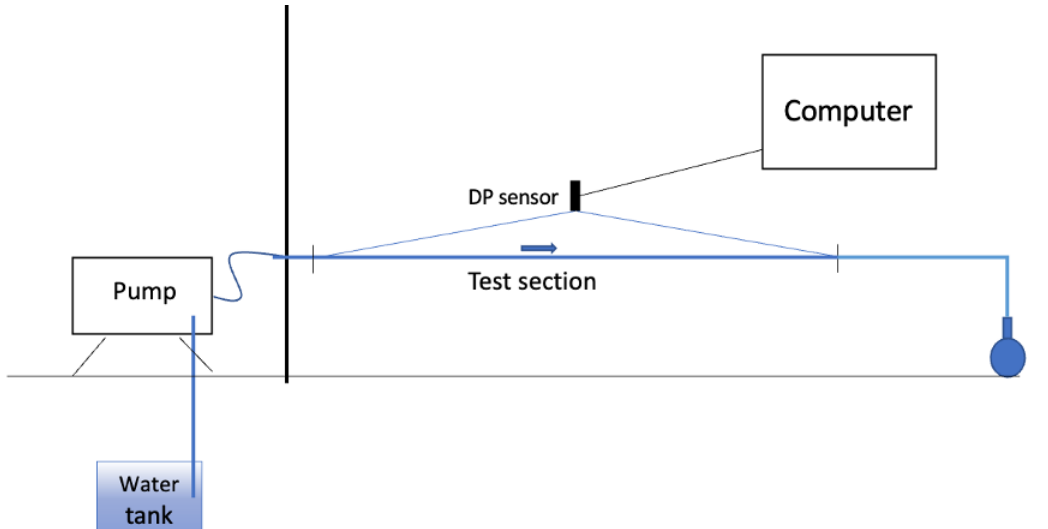 Computer
DP sensor
Test section
Pump
Water
tank